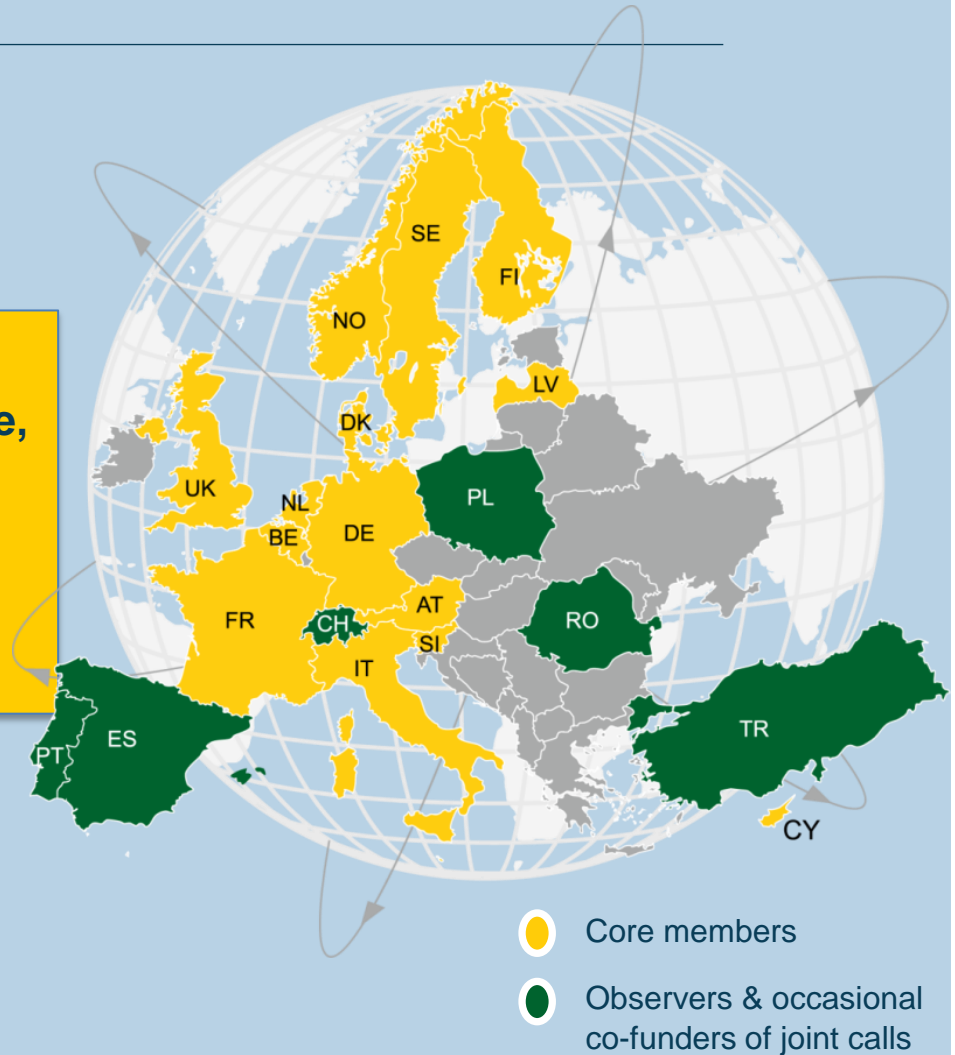 SE
FI
NO
LV
DK
e,
UK
NL
PL
BE
DE
FR
AT
CH
RO
SI
IT
ES
PT
TR
CY
Core members
Observers & occasional
co-funders of joint calls